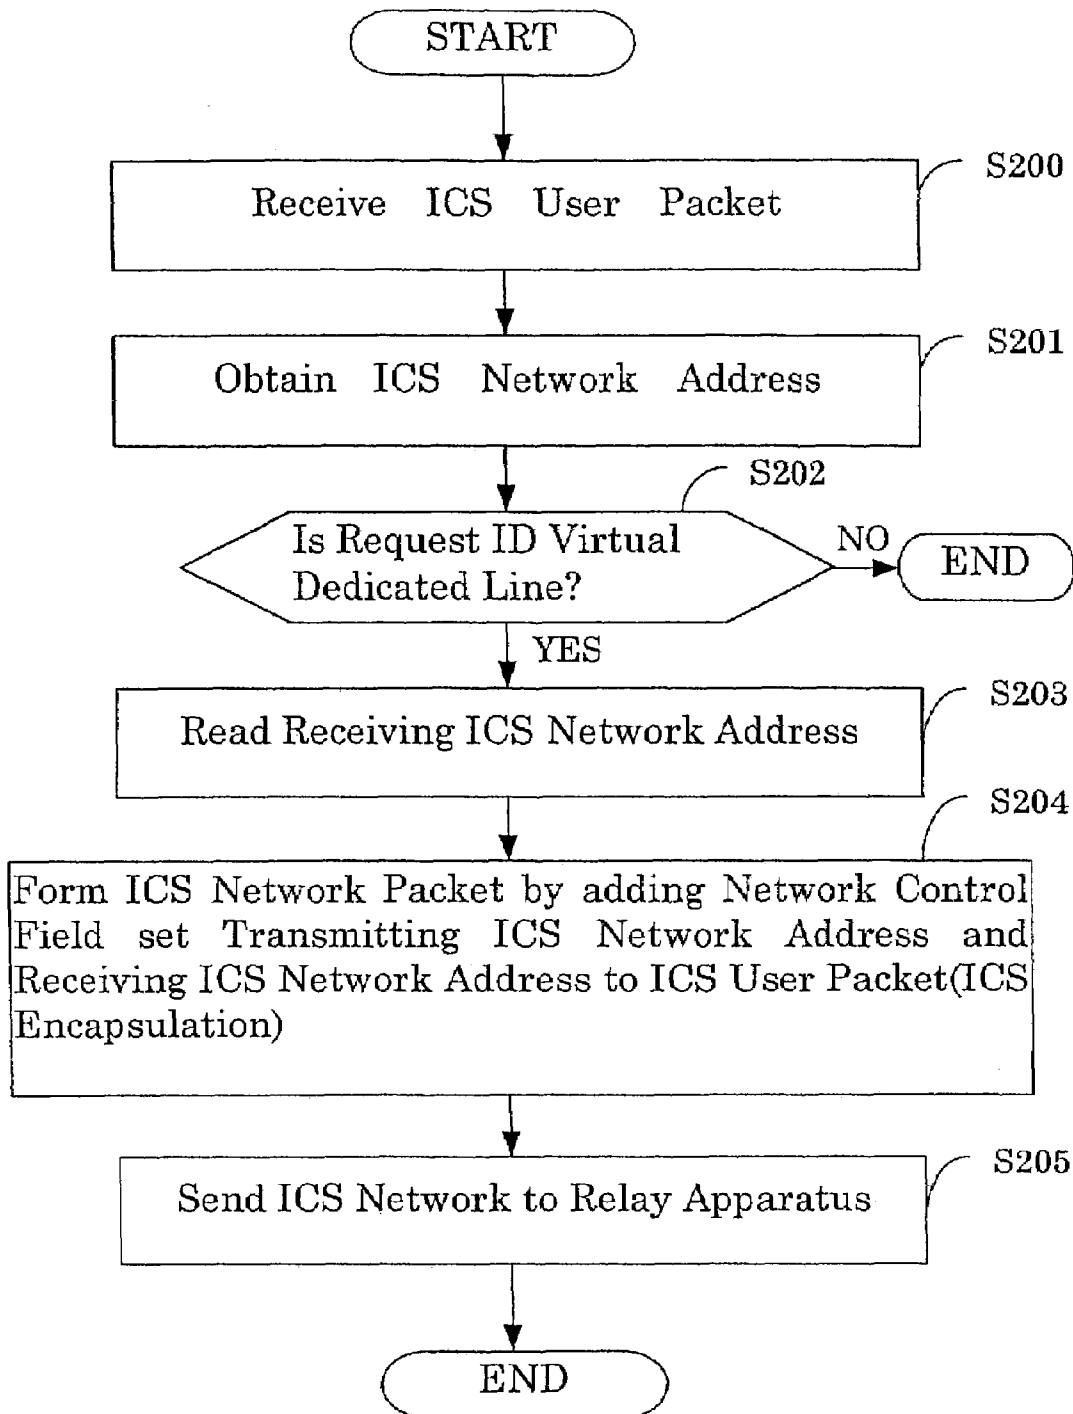 START
S200
Receive ICS User Packet
S201
Obtain ICS Network Address
S202
Is Request ID Virtual
Dedicated Line?
NO
END
YES
S203
Read Receiving ICS Network Address
S204
Form ICS Network Packet by adding Network Control
Field set Transmitting ICS Network Address and
Receiving ICS Network Address to ICS User Packet(ICS
Encapsulation)
S205
Send ICS Network to Relay Apparatus
END